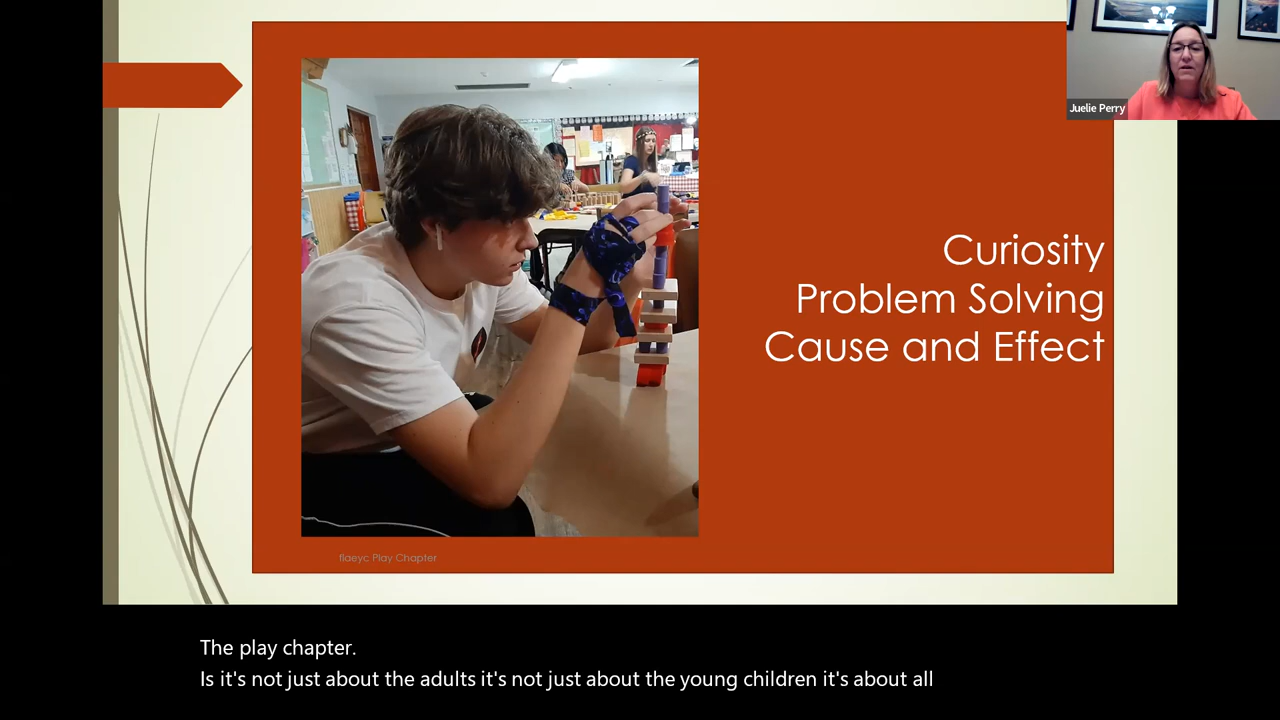 Juelie Perry
Curiosity
Problem Solving
Cause and Effect
flaeyc Play Chapter
The play chapter.
Is it's not just about the adults it's not just about the young children it's about all